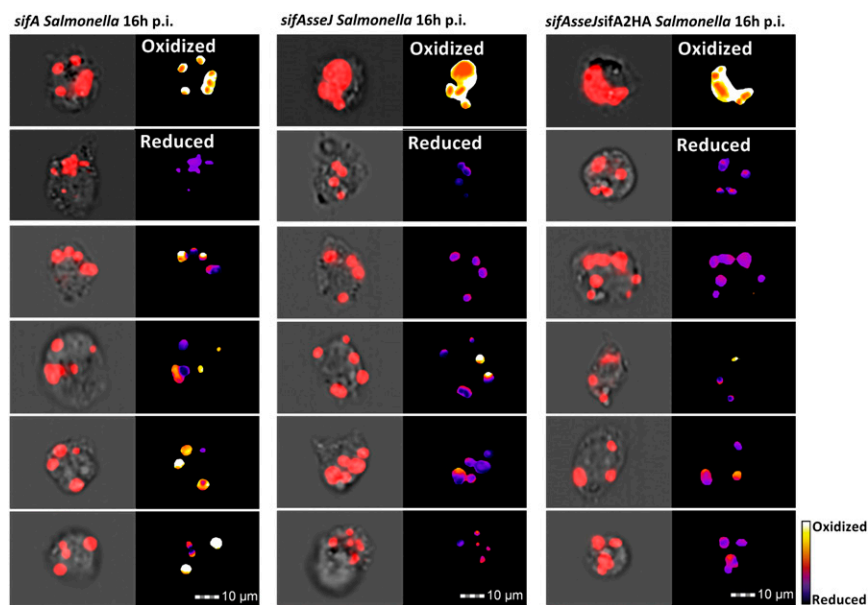 sifA Salmonella 16h p.i.
sifAsseJ Salmonella 16h p.i.
sifAsseJsifA2HA Salmonella 16h p.i.
Oxidized
Oxidized
Oxidized
Reduced
Reduced
Reduced
10 µm
10 µm
10 µm
Oxidized
Reduced